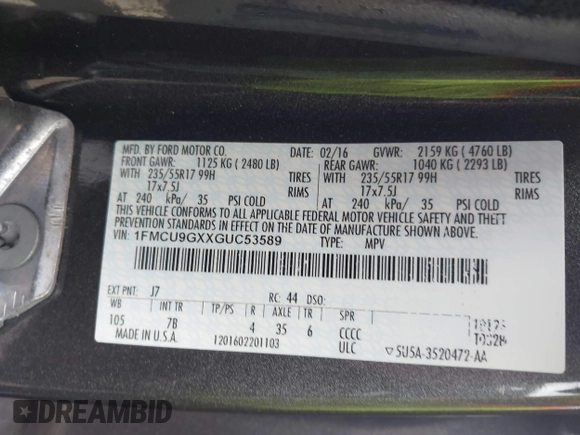 MFD. BY FORD MOTOR CO.
DATE: 02/16 GVWR: 2159 KG ( 4760 LB)
FRONT GAWR: 1125 KG ( 2480 LB) REAR GAWR: 1040 KG ( 2293 LB)
WITH 235/55R17 99H TIRES WITH 235/55R17 99H TIRES
17x7.5J RIMS 17x7.5J RIMS
AT 240 kPa/ 35 PSI COLD AT 240 kPa/ 35 PSI COLD
THIS VEHICLE CONFORMS TO ALL APPLICABLE FEDERAL MOTOR VEHICLE SAFETY AND THEFT
PREVENTION STANDARDS IN EFFECT ON THE DATE OF MANUFACTURE SHOWN ABOVE.
VIN: 1FMCU9GXXGUC53589 TYPE: MPV
EXT PNT: J7 RC: 44 DSO:
WB INT TR TP/PS R AXLE TR SPR
105 7B 4 35 6 CCCC
MADE IN U.S.A. 1201602201103 ULC
5U5A-3520472-AA
DREAMBID